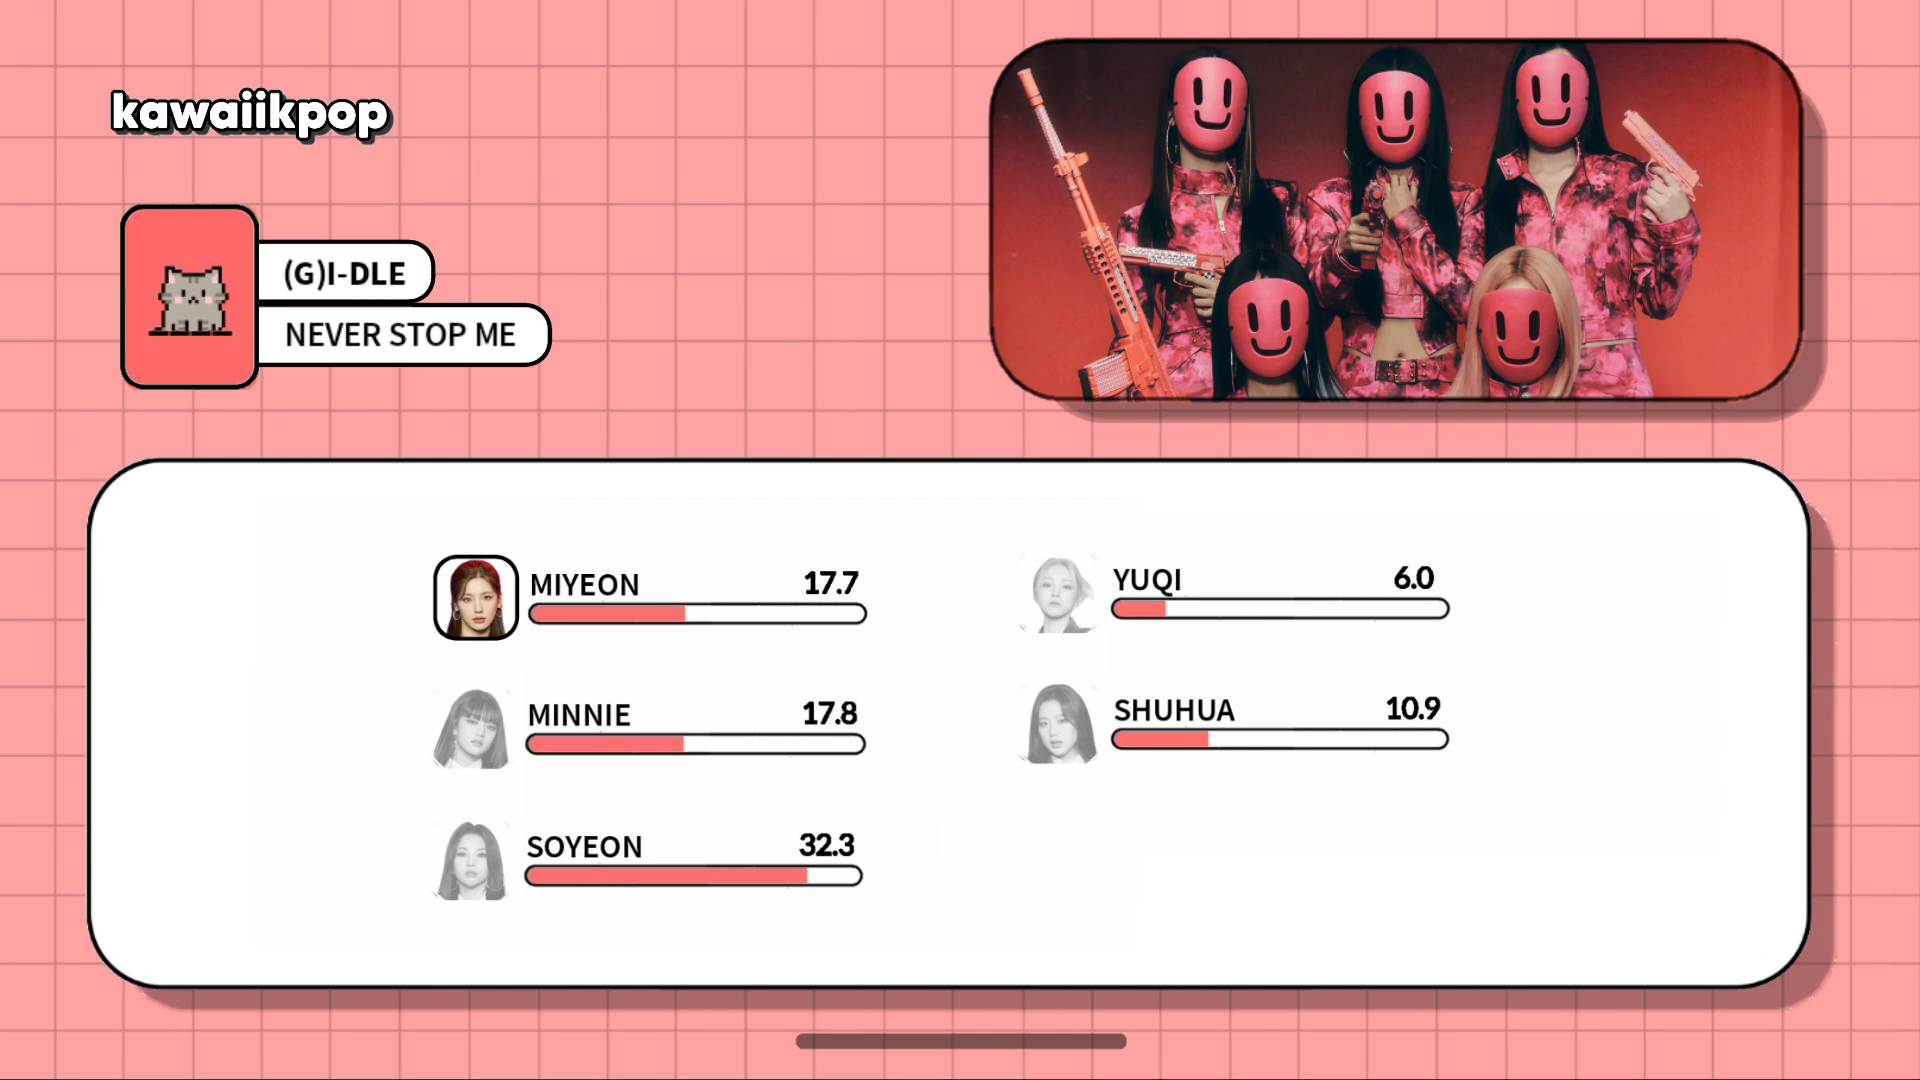 kawaiikpop
(G)I-DLE
NEVER STOP ME
MIYEON 17.7
MINNIE 17.8
SOYEON 32.3
YUQI 6.0
SHUHUA 10.9